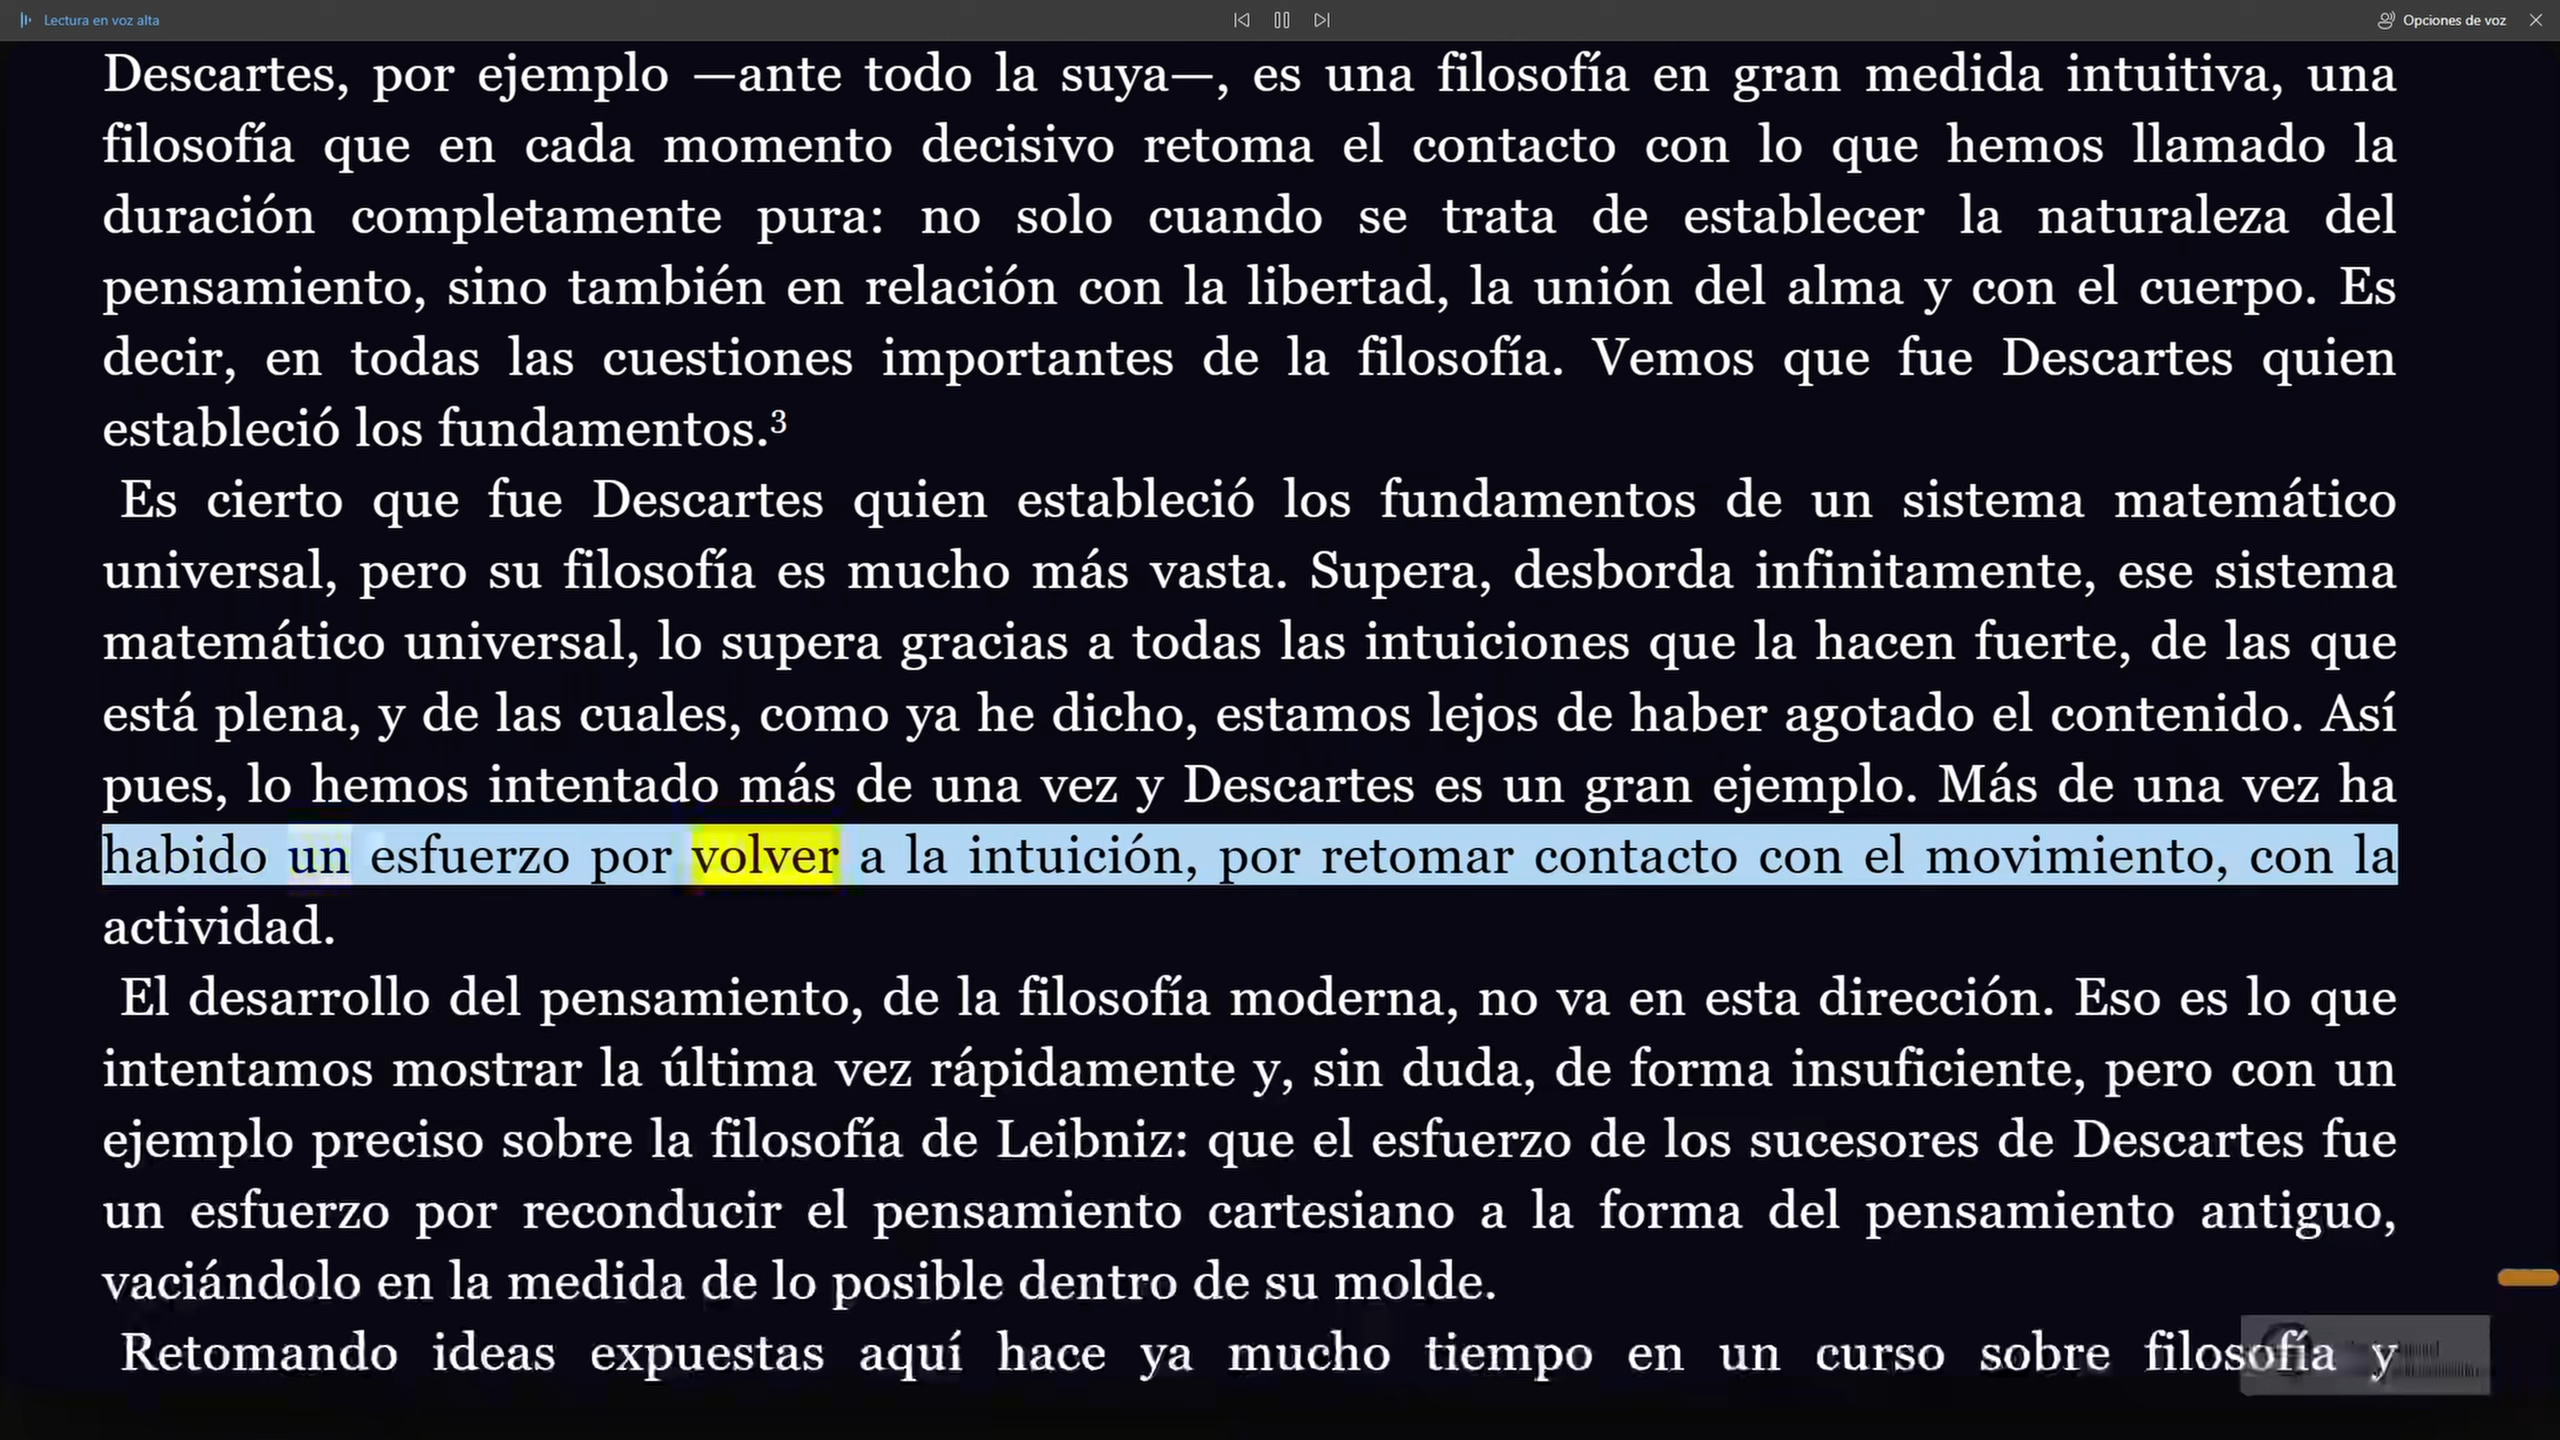 Lectura en voz alta
Opciones de voz
Descartes, por ejemplo —ante todo la suya—, es una filosofía en gran medida intuitiva, una
filosofía que en cada momento decisivo retoma el contacto con lo que hemos llamado la
duración completamente pura: no solo cuando se trata de establecer la naturaleza del
pensamiento, sino también en relación con la libertad, la unión del alma y con el cuerpo. Es
decir, en todas las cuestiones importantes de la filosofía. Vemos que fue Descartes quien
estableció los fundamentos.³
Es cierto que fue Descartes quien estableció los fundamentos de un sistema matemático
universal, pero su filosofía es mucho más vasta. Supera, desborda infinitamente, ese sistema
matemático universal, lo supera gracias a todas las intuiciones que la hacen fuerte, de las que
está plena, y de las cuales, como ya he dicho, estamos lejos de haber agotado el contenido. Así
pues, lo hemos intentado más de una vez y Descartes es un gran ejemplo. Más de una vez ha
habido un esfuerzo por volver a la intuición, por retomar contacto con el movimiento, con la
actividad.
El desarrollo del pensamiento, de la filosofía moderna, no va en esta dirección. Eso es lo que
intentamos mostrar la última vez rápidamente y, sin duda, de forma insuficiente, pero con un
ejemplo preciso sobre la filosofía de Leibniz: que el esfuerzo de los sucesores de Descartes fue
un esfuerzo por reconducir el pensamiento cartesiano a la forma del pensamiento antiguo,
vaciándolo en la medida de lo posible dentro de su molde.
Retomando ideas expuestas aquí hace ya mucho tiempo en un curso sobre filosofía y